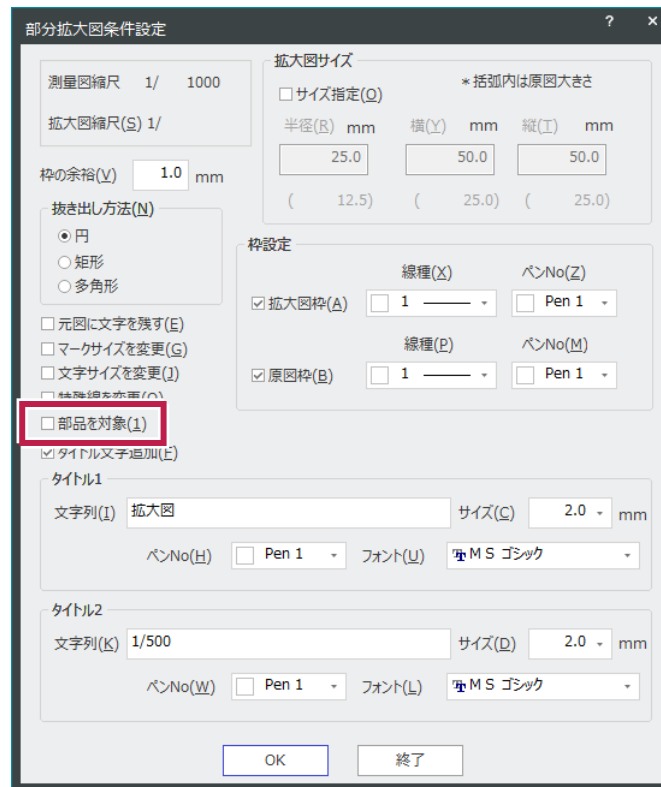 部分拡大図条件設定 ? ×
測量図縮尺 1/ 1000
拡大図縮尺(S) 1/
枠の余裕(V) 1.0 mm
抜き出し方法(N)
円
矩形
多角形
元図に文字を残す(E)
マークサイズを変更(G)
文字サイズを変更(J)
特殊線を変更(O)
部品を対象(1)
タイトル文字追加(F)
拡大図サイズ
サイズ指定(Q) *括弧内は原図大きさ
半径(R) mm 横(Y) mm 縦(T) mm
25.0 50.0 50.0
( 12.5) ( 25.0) ( 25.0)
枠設定
線種(X) ペンNo(Z)
拡大図枠(A) 1 Pen 1
線種(P) ペンNo(M)
原図枠(B) 1 Pen 1
タイトル1
文字列(I) 拡大図 サイズ(C) 2.0 mm
ペンNo(H) Pen 1 フォント(U) MS ゴシック
タイトル2
文字列(K) 1/500 サイズ(D) 2.0 mm
ペンNo(W) Pen 1 フォント(L) MS ゴシック
OK 終了